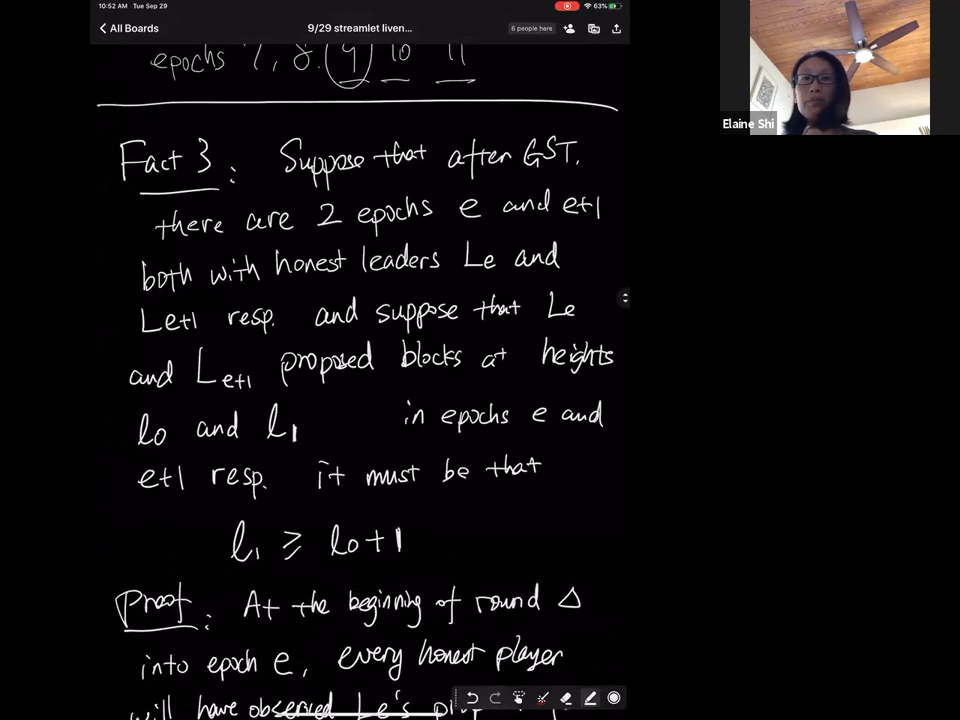 10:52 AM Tue Sep 29
63%
All Boards
9/29 streamlet liven...
6 people here
epochs 7, 8. 9 10 11
Elaine Shi
Fact 3: Suppose that after GST.
there are 2 epochs e and e+1
both with honest leaders Le and
Le+1 resp. and suppose that Le
and Le+1 proposed blocks at heights
l0 and l1 in epochs e and
e+1 resp. it must be that
l1 ≥ l0+1
Proof: At the beginning of round Δ
into epoch e, every honest player
will have observed Le's